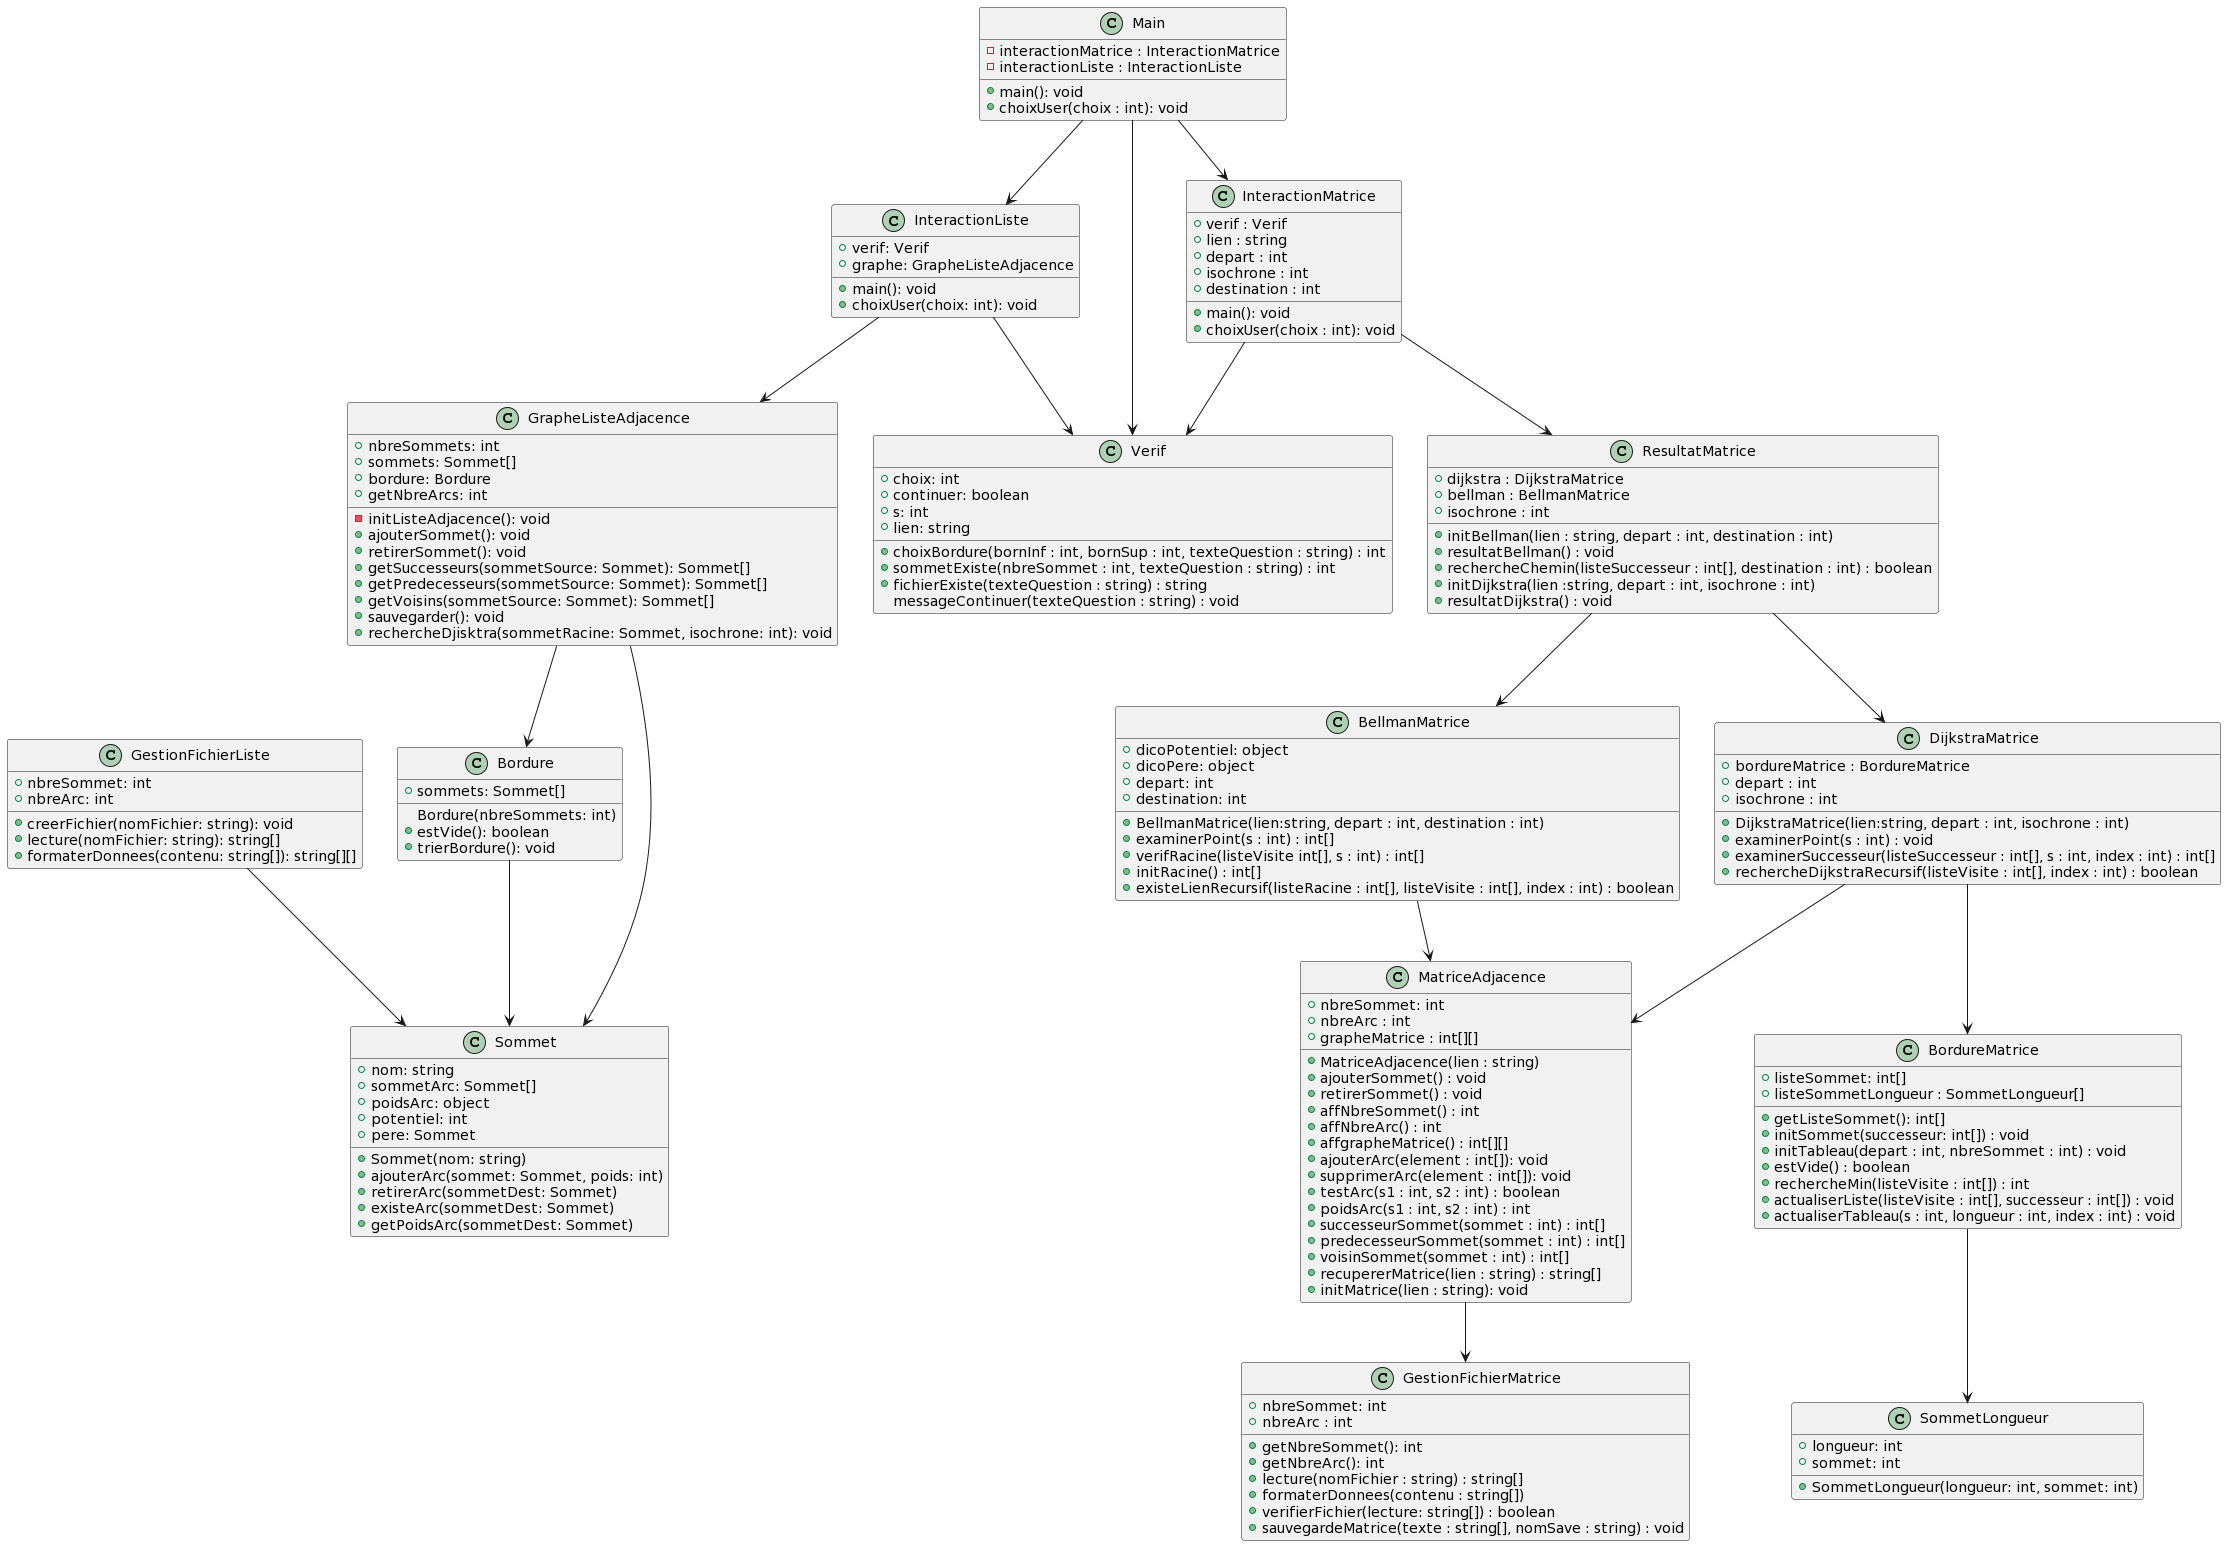 C Main
interactionMatrice : InteractionMatrice
interactionListe : InteractionListe
main(): void
choixUser(choix : int): void
C InteractionListe
verif: Verif
graphe: GrapheListeAdjacence
main(): void
choixUser(choix: int): void
C InteractionMatrice
verif : Verif
lien : string
depart : int
isochrone : int
destination : int
main(): void
choixUser(choix : int): void
C GrapheListeAdjacence
nbreSommets: int
sommets: Sommet[]
bordure: Bordure
getNbreArcs: int
initListeAdjacence(): void
ajouterSommet(): void
retirerSommet(): void
getSuccesseurs(sommetSource: Sommet): Sommet[]
getPredecesseurs(sommetSource: Sommet): Sommet[]
getVoisins(sommetSource: Sommet): Sommet[]
sauvegarder(): void
rechercheDjisktra(sommetRacine: Sommet, isochrone: int): void
C Verif
choix: int
continuer: boolean
s: int
lien: string
choixBordure(bornInf : int, bornSup : int, texteQuestion : string) : int
sommetExiste(nbreSommet : int, texteQuestion : string) : int
fichierExiste(texteQuestion : string) : string
messageContinuer(texteQuestion : string) : void
C ResultatMatrice
dijkstra : DijkstraMatrice
bellman : BellmanMatrice
isochrone : int
initBellman(lien : string, depart : int, destination : int)
resultatBellman() : void
rechercheChemin(listeSuccesseur : int[], destination : int) : boolean
initDijkstra(lien :string, depart : int, isochrone : int)
resultatDijkstra() : void
C GestionFichierListe
nbreSommet: int
nbreArc: int
creerFichier(nomFichier: string): void
lecture(nomFichier: string): string[]
formaterDonnees(contenu: string[]): string[][]
C Bordure
sommets: Sommet[]
Bordure(nbreSommets: int)
estVide(): boolean
trierBordure(): void
C BellmanMatrice
dicoPotentiel: object
dicoPere: object
depart: int
destination: int
BellmanMatrice(lien:string, depart : int, destination : int)
examinerPoint(s : int) : int[]
verifRacine(listeVisite int[], s : int) : int[]
initRacine() : int[]
existeLienRecursif(listeRacine : int[], listeVisite : int[], index : int) : boolean
C DijkstraMatrice
bordureMatrice : BordureMatrice
depart : int
isochrone : int
DijkstraMatrice(lien:string, depart : int, isochrone : int)
examinerPoint(s : int) : void
examinerSuccesseur(listeSuccesseur : int[], s : int, index : int) : int[]
rechercheDijkstraRecursif(listeVisite : int[], index : int) : boolean
C Sommet
nom: string
sommetArc: Sommet[]
poidsArc: object
potentiel: int
pere: Sommet
Sommet(nom: string)
ajouterArc(sommet: Sommet, poids: int)
retirerArc(sommetDest: Sommet)
existeArc(sommetDest: Sommet)
getPoidsArc(sommetDest: Sommet)
C MatriceAdjacence
nbreSommet: int
nbreArc : int
grapheMatrice : int[][]
MatriceAdjacence(lien : string)
ajouterSommet() : void
retirerSommet() : void
affNbreSommet() : int
affNbreArc() : int
affgrapheMatrice() : int[][]
ajouterArc(element : int[]): void
supprimerArc(element : int[]): void
testArc(s1 : int, s2 : int) : boolean
poidsArc(s1 : int, s2 : int) : int
successeurSommet(sommet : int) : int[]
predecesseurSommet(sommet : int) : int[]
voisinSommet(sommet : int) : int[]
recupererMatrice(lien : string) : string[]
initMatrice(lien : string): void
C BordureMatrice
listeSommet: int[]
listeSommetLongueur : SommetLongueur[]
getListeSommet(): int[]
initSommet(successeur: int[]) : void
initTableau(depart : int, nbreSommet : int) : void
estVide() : boolean
rechercheMin(listeVisite : int[]) : int
actualiserListe(listeVisite : int[], successeur : int[]) : void
actualiserTableau(s : int, longueur : int, index : int) : void
C GestionFichierMatrice
nbreSommet: int
nbreArc : int
getNbreSommet(): int
getNbreArc(): int
lecture(nomFichier : string) : string[]
formaterDonnees(contenu : string[])
verifierFichier(lecture: string[]) : boolean
sauvegardeMatrice(texte : string[], nomSave : string) : void
C SommetLongueur
longueur: int
sommet: int
SommetLongueur(longueur: int, sommet: int)